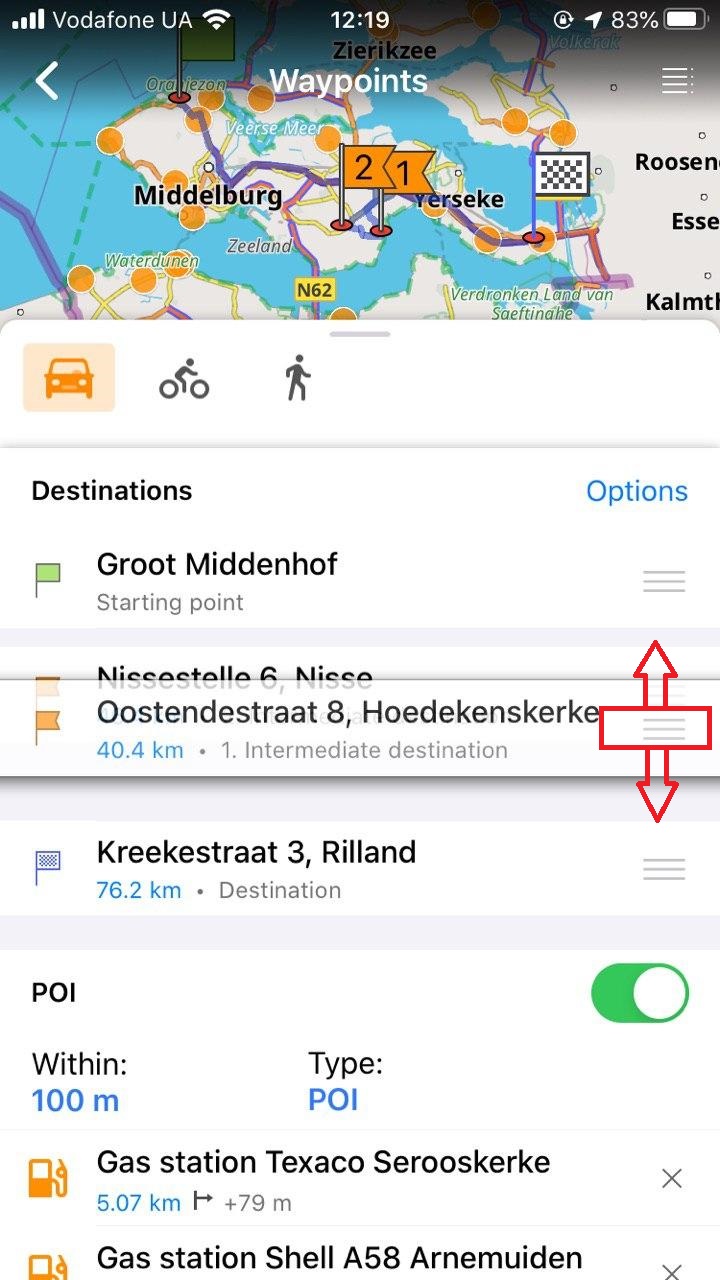 Vodafone UA 12:19 83%
Zierikzee
Volkerak
Oranjezon
Waypoints
Veerse Meer
2 1
Roosen
Middelburg
Yerseke
Esse
Zeeland
Waterdunen
N62
Verdronken Land van
Saeftinghe
Kalmth
Destinations Options
Groot Middenhof
Starting point
Nissestelle 6, Nisse
Oostendestraat 8, Hoedekenskerke
40.4 km • 1. Intermediate destination
Kreekestraat 3, Rilland
76.2 km • Destination
POI
Within: Type:
100 m POI
Gas station Texaco Serooskerke
5.07 km +79 m
Gas station Shell A58 Arnemuiden